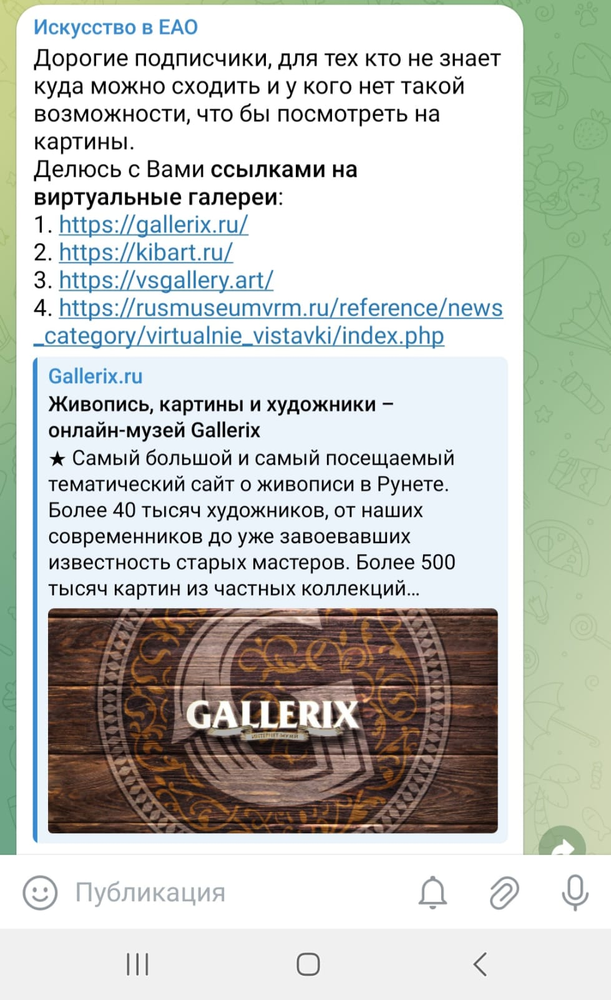 Искусство в ЕАО
Дорогие подписчики, для тех кто не знает
куда можно сходить и у кого нет такой
возможности, что бы посмотреть на
картины.
Делюсь с Вами ссылками на
виртуальные галереи:
1. https://gallerix.ru/
2. https://kibart.ru/
3. https://vsgallery.art/
4. https://rusmuseumvrm.ru/reference/news
_category/virtualnie_vistavki/index.php
Gallerix.ru
Живопись, картины и художники –
онлайн-музей Gallerix
★ Самый большой и самый посещаемый
тематический сайт о живописи в Рунете.
Более 40 тысяч художников, от наших
современников до уже завоевавших
известность старых мастеров. Более 500
тысяч картин из частных коллекций...
GALLERIX
ИНТЕРНЕТ-МУЗЕЙ
Публикация